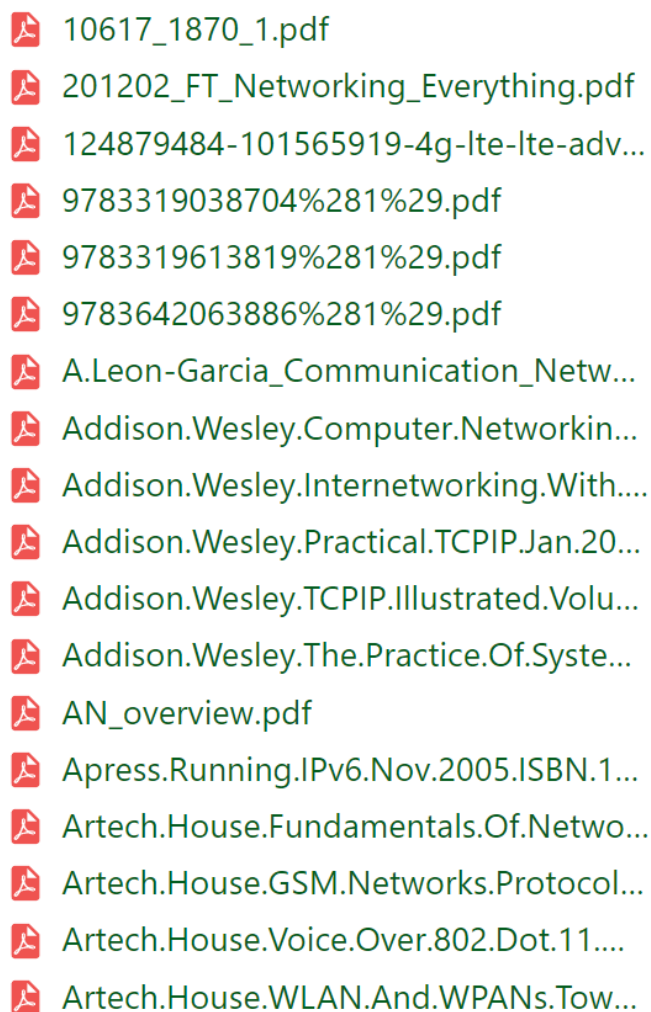 10617_1870_1.pdf
201202_FT_Networking_Everything.pdf
124879484-101565919-4g-lte-lte-adv...
9783319038704%281%29.pdf
9783319613819%281%29.pdf
9783642063886%281%29.pdf
A.Leon-Garcia_Communication_Netw...
Addison.Wesley.Computer.Networkin...
Addison.Wesley.Internetworking.With....
Addison.Wesley.Practical.TCPIP.Jan.20...
Addison.Wesley.TCPIP.Illustrated.Volu...
Addison.Wesley.The.Practice.Of.Syste...
AN_overview.pdf
Apress.Running.IPv6.Nov.2005.ISBN.1...
Artech.House.Fundamentals.Of.Netwo...
Artech.House.GSM.Networks.Protocol...
Artech.House.Voice.Over.802.Dot.11....
Artech.House.WLAN.And.WPANs.Tow...